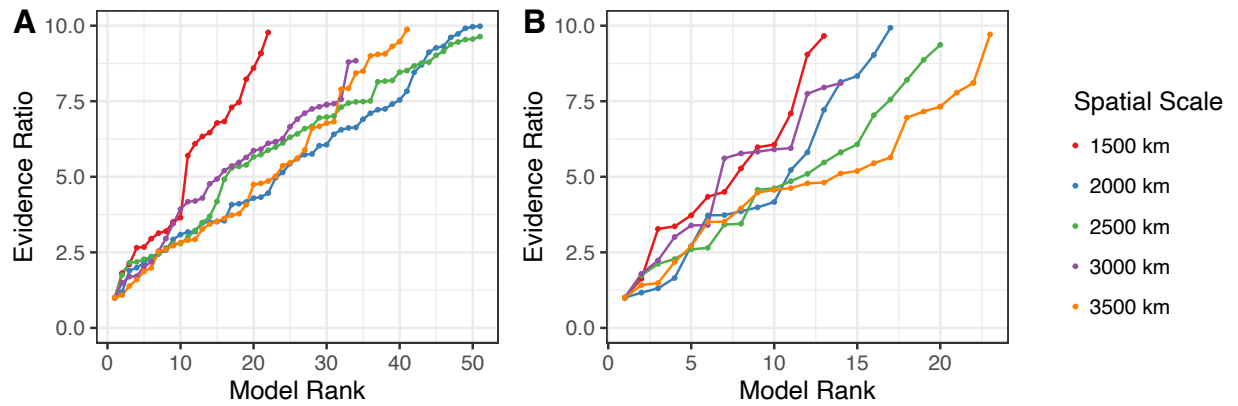 A
B
10.0
7.5
5.0
2.5
0.0
Evidence Ratio
0 10 20 30 40 50
Model Rank
10.0
7.5
5.0
2.5
0.0
Evidence Ratio
0 5 10 15 20
Model Rank
Spatial Scale
1500 km
2000 km
2500 km
3000 km
3500 km